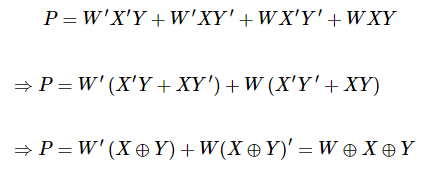 P = W'X'Y + W'XY' + WX'Y' + WXY
⇒ P = W' (X'Y + XY') + W (X'Y' + XY)
⇒ P = W' (X ⊕ Y) + W(X ⊕ Y)' = W ⊕ X ⊕ Y